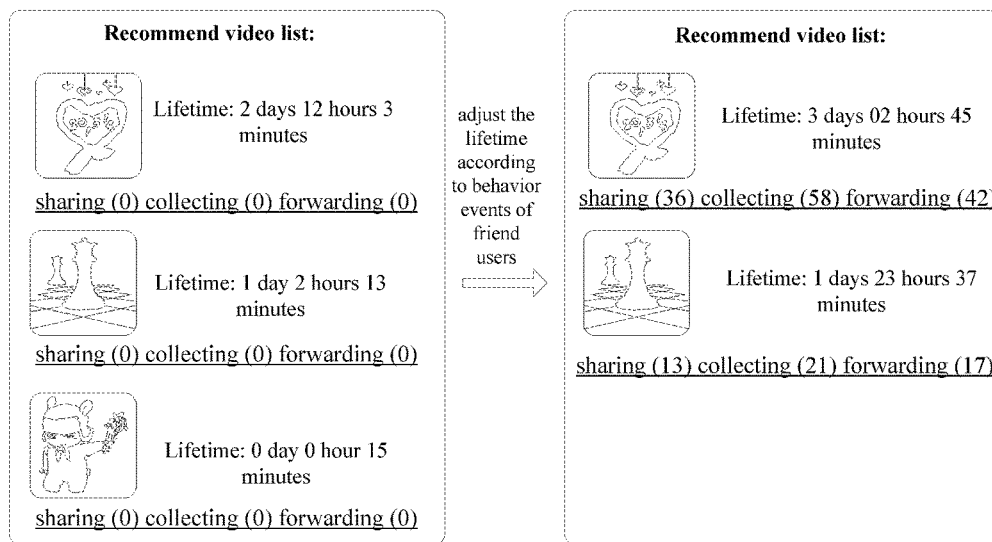 Recommend video list:
Lifetime: 2 days 12 hours 3
minutes
sharing (0) collecting (0) forwarding (0)
Lifetime: 1 day 2 hours 13
minutes
sharing (0) collecting (0) forwarding (0)
Lifetime: 0 day 0 hour 15
minutes
sharing (0) collecting (0) forwarding (0)
adjust the
lifetime
according
to behavior
events of
friend
users
Recommend video list:
Lifetime: 3 days 02 hours 45
minutes
sharing (36) collecting (58) forwarding (42)
Lifetime: 1 days 23 hours 37
minutes
sharing (13) collecting (21) forwarding (17)